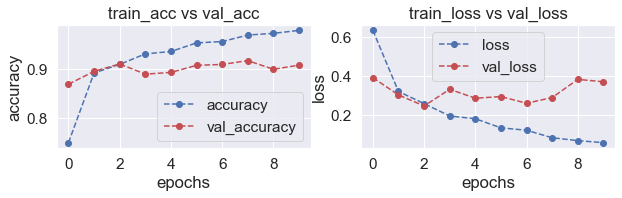 train_acc vs val_acc
accuracy
0.9
0.8
accuracy
val_accuracy
0 2 4 6 8
epochs
train_loss vs val_loss
loss
0.6
0.4
0.2
loss
val_loss
0 2 4 6 8
epochs